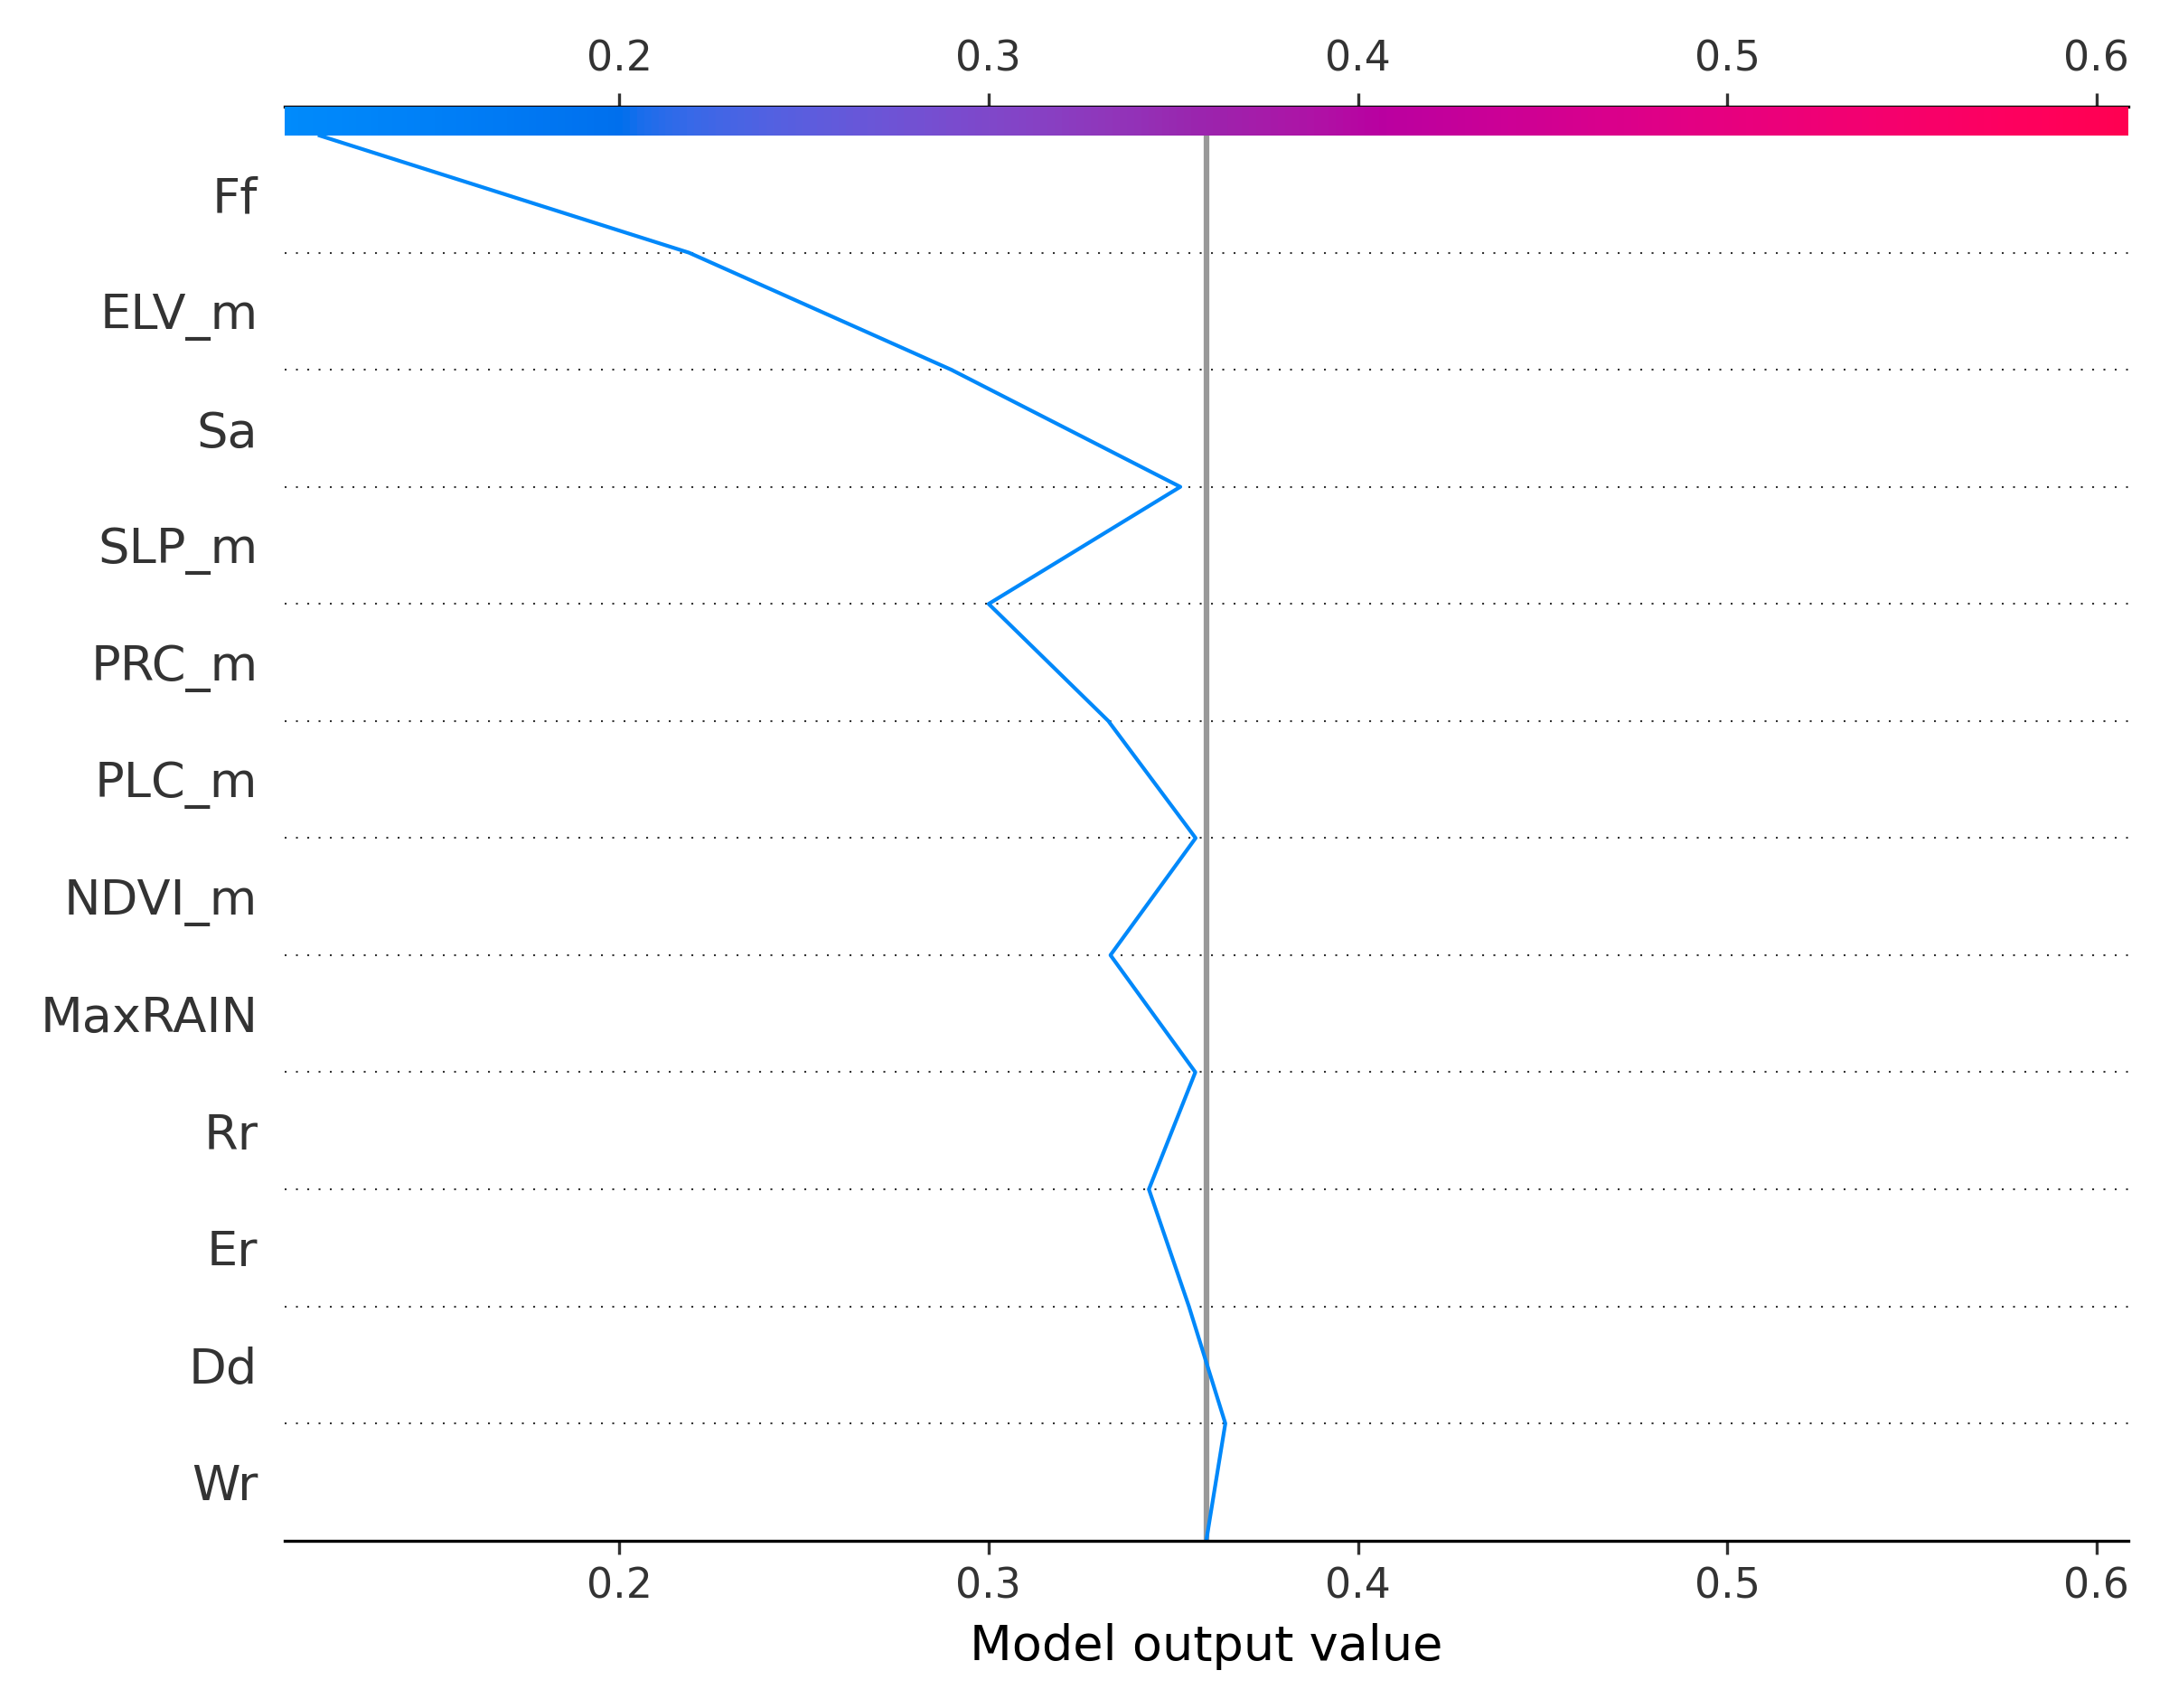 0.2 0.3 0.4 0.5 0.6
Ff
ELV_m
Sa
SLP_m
PRC_m
PLC_m
NDVI_m
MaxRAIN
Rr
Er
Dd
Wr
0.2 0.3 0.4 0.5 0.6
Model output value